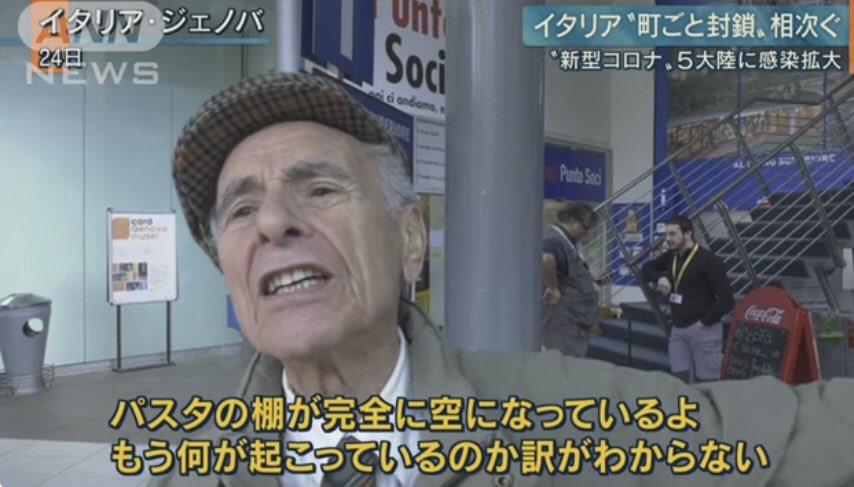 イタリア・ジェノバ
24日
ANN
NEWS
イタリア〝町ごと封鎖〟相次ぐ
〝新型コロナ〟5大陸に感染拡大
Soci
noi ci andiamo,
Punto Soci
card
Genova
musei
Coca-Cola
パスタの棚が完全に空になっているよ
もう何が起こっているのか訳がわからない